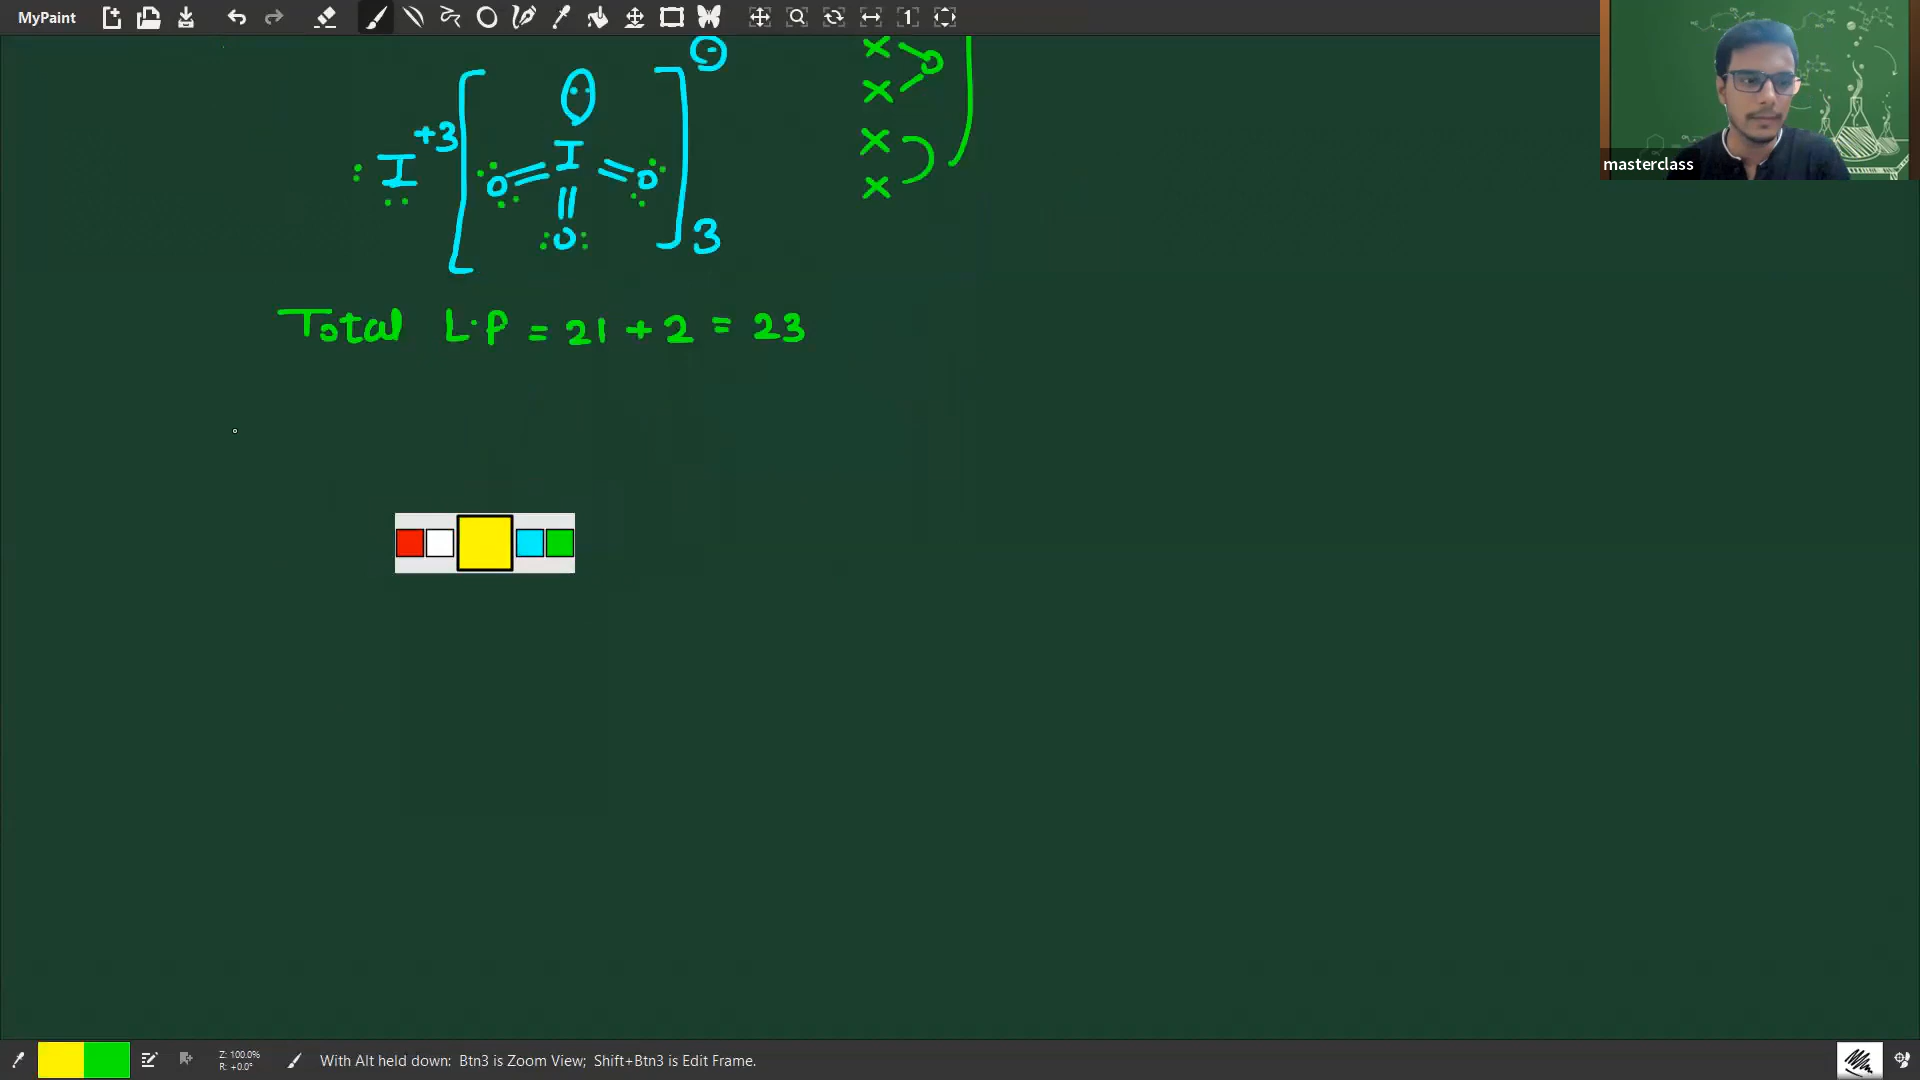 MyPaint
1
X
X > O
X
X
:I+3 [ :Ï: =O =O =O ]⊖ 3
masterclass
Total L.P = 21 + 2 = 23
Z: 100.0%
R: +0.0°
With Alt held down: Btn3 is Zoom View; Shift+Btn3 is Edit Frame.